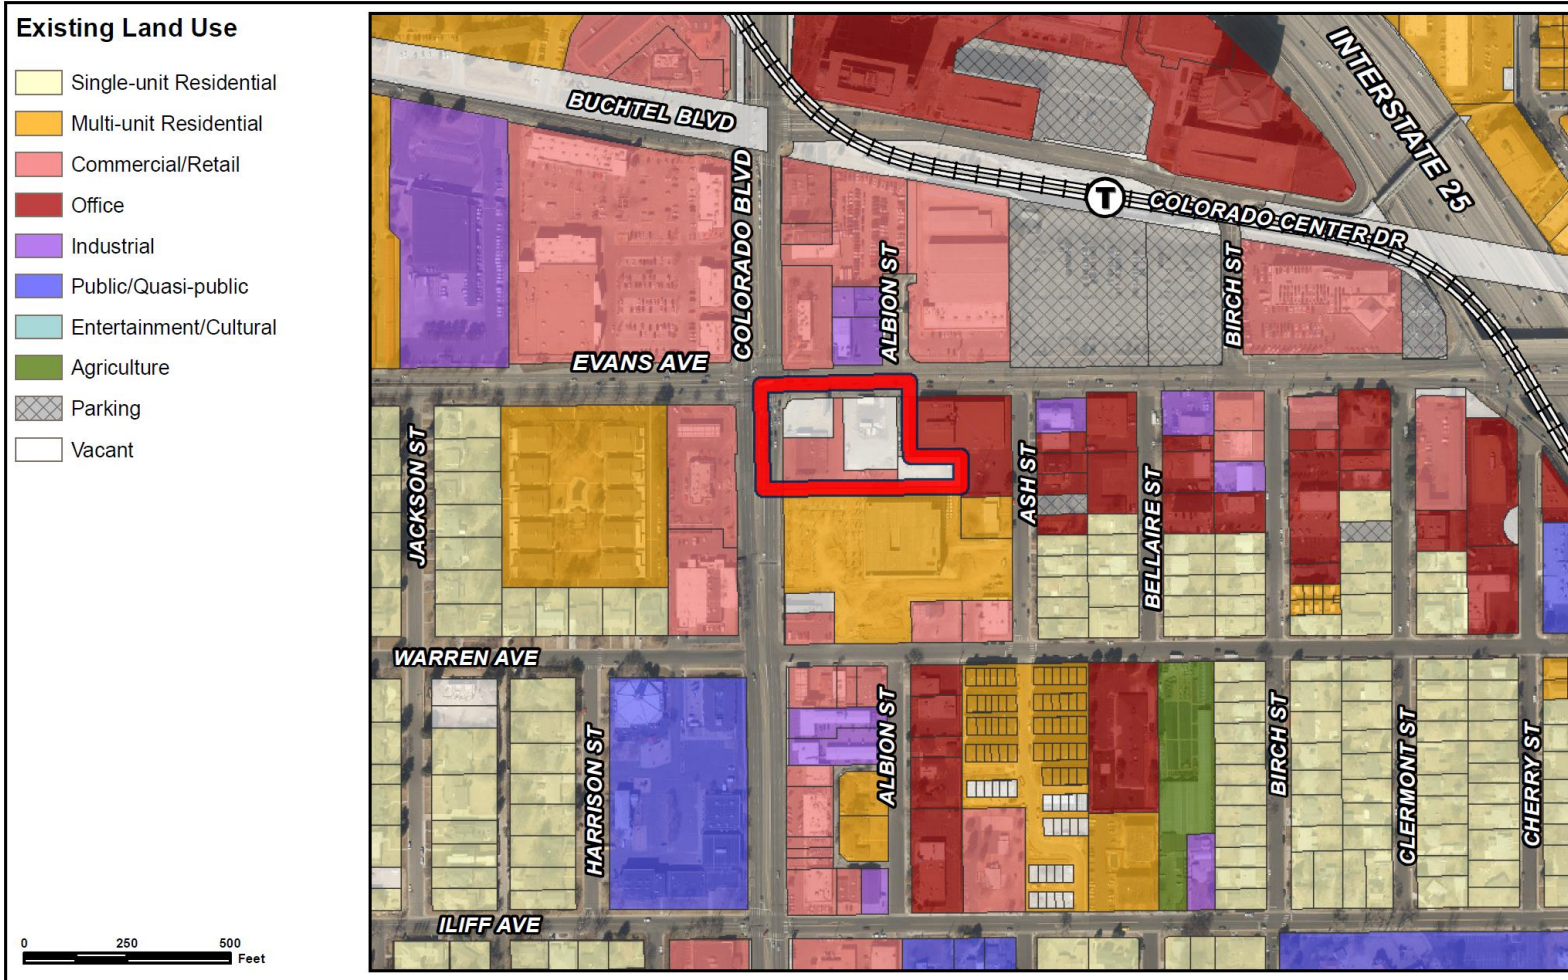 Existing Land Use
Single-unit Residential
Multi-unit Residential
Commercial/Retail
Office
Industrial
Public/Quasi-public
Entertainment/Cultural
Agriculture
Parking
Vacant
0 250 500
Feet
BUCHTEL BLVD
INTERSTATE 25
COLORADO BLVD
T
COLORADO CENTER DR
ALBION ST
BIRCH ST
EVANS AVE
JACKSON ST
ASH ST
BELLAIRE ST
WARREN AVE
HARRISON ST
ALBION ST
BIRCH ST
CLERMONT ST
CHERRY ST
ILIFF AVE